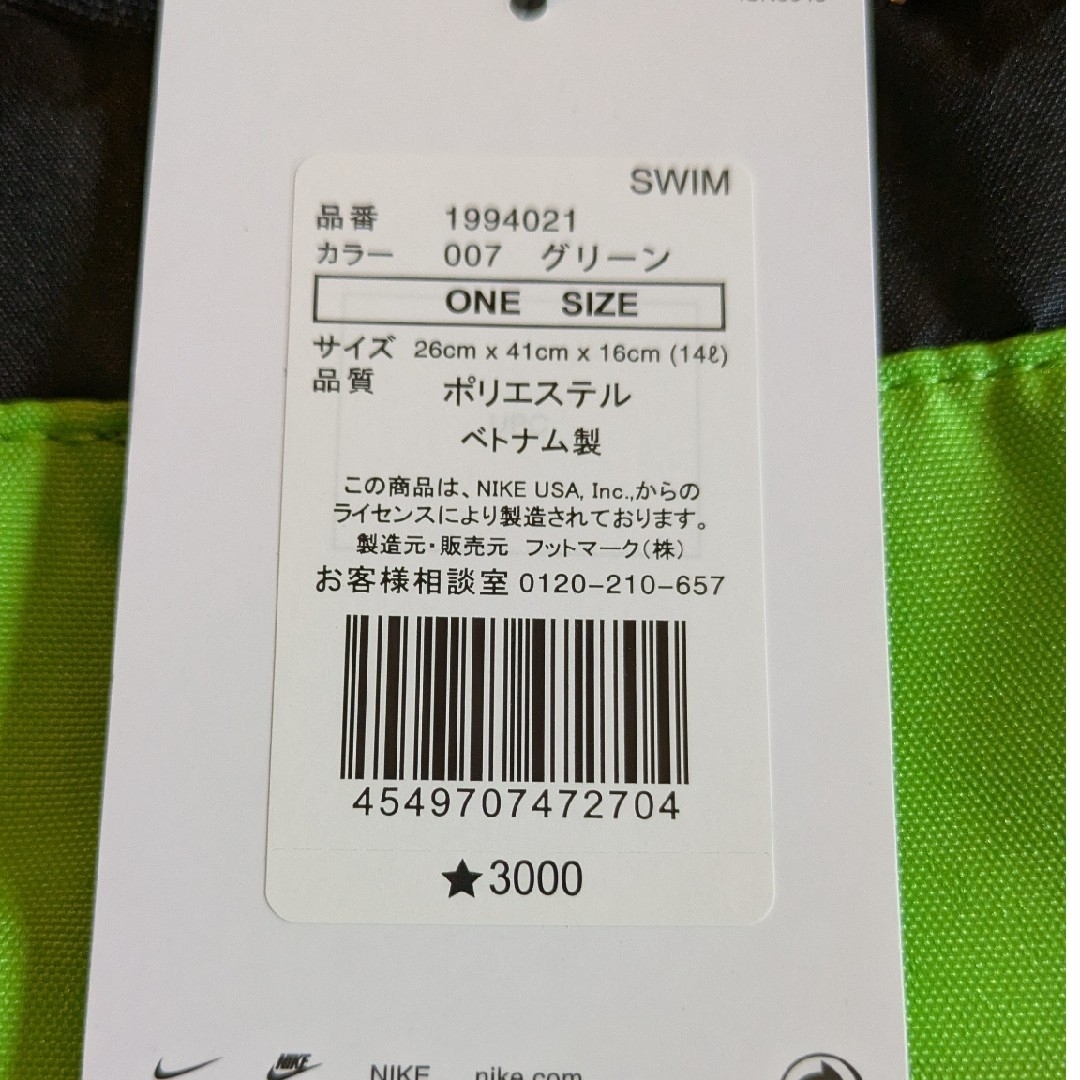 SWIM
品番 1994021
カラー 007 グリーン
ONE SIZE
サイズ 26cm x 41cm x 16cm (14ℓ)
品質 ポリエステル
ベトナム製
この商品は、NIKE USA, Inc.,からの
ライセンスにより製造されております。
製造元・販売元 フットマーク(株)
お客様相談室 0120-210-657
4549707472704
★3000
NIKE NIKE nike.com